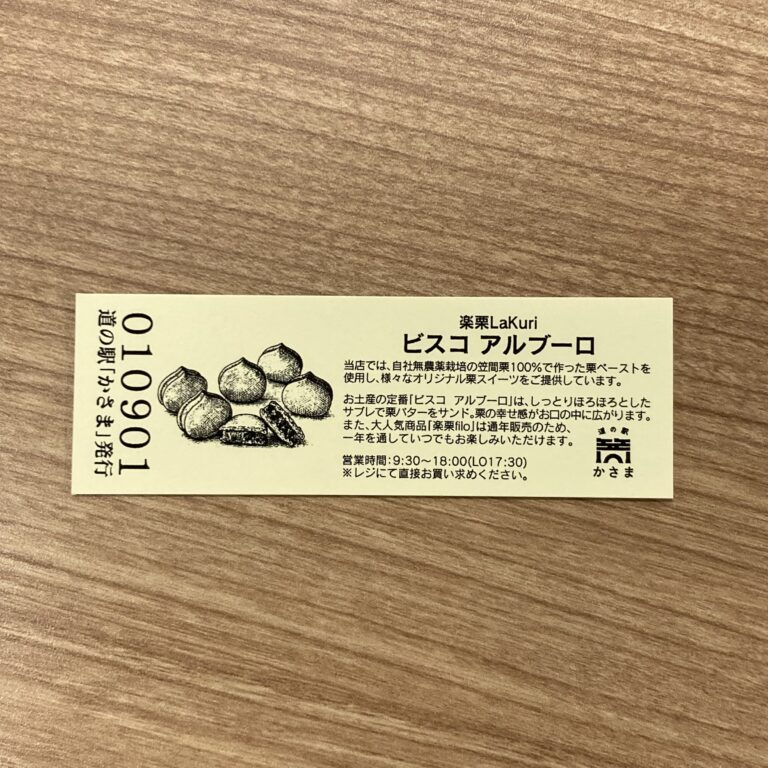 010901
道の駅「かさま」発行
楽栗LaKuri
ビスコ アルブーロ
当店では、自社無農薬栽培の笠間栗100%で作った栗ペーストを
使用し、様々なオリジナル栗スイーツをご提供しています。
お土産の定番「ビスコ アルブーロ」は、しっとりほろほろとした
サブレで栗バターをサンド。栗の幸せ感がお口の中に広がります。
また、大人気商品「楽栗filo」は通年販売のため、
一年を通していつでもお楽しみいただけます。
営業時間:9:30~18:00(LO17:30)
※レジにて直接お買い求めください。
道の駅
かさま